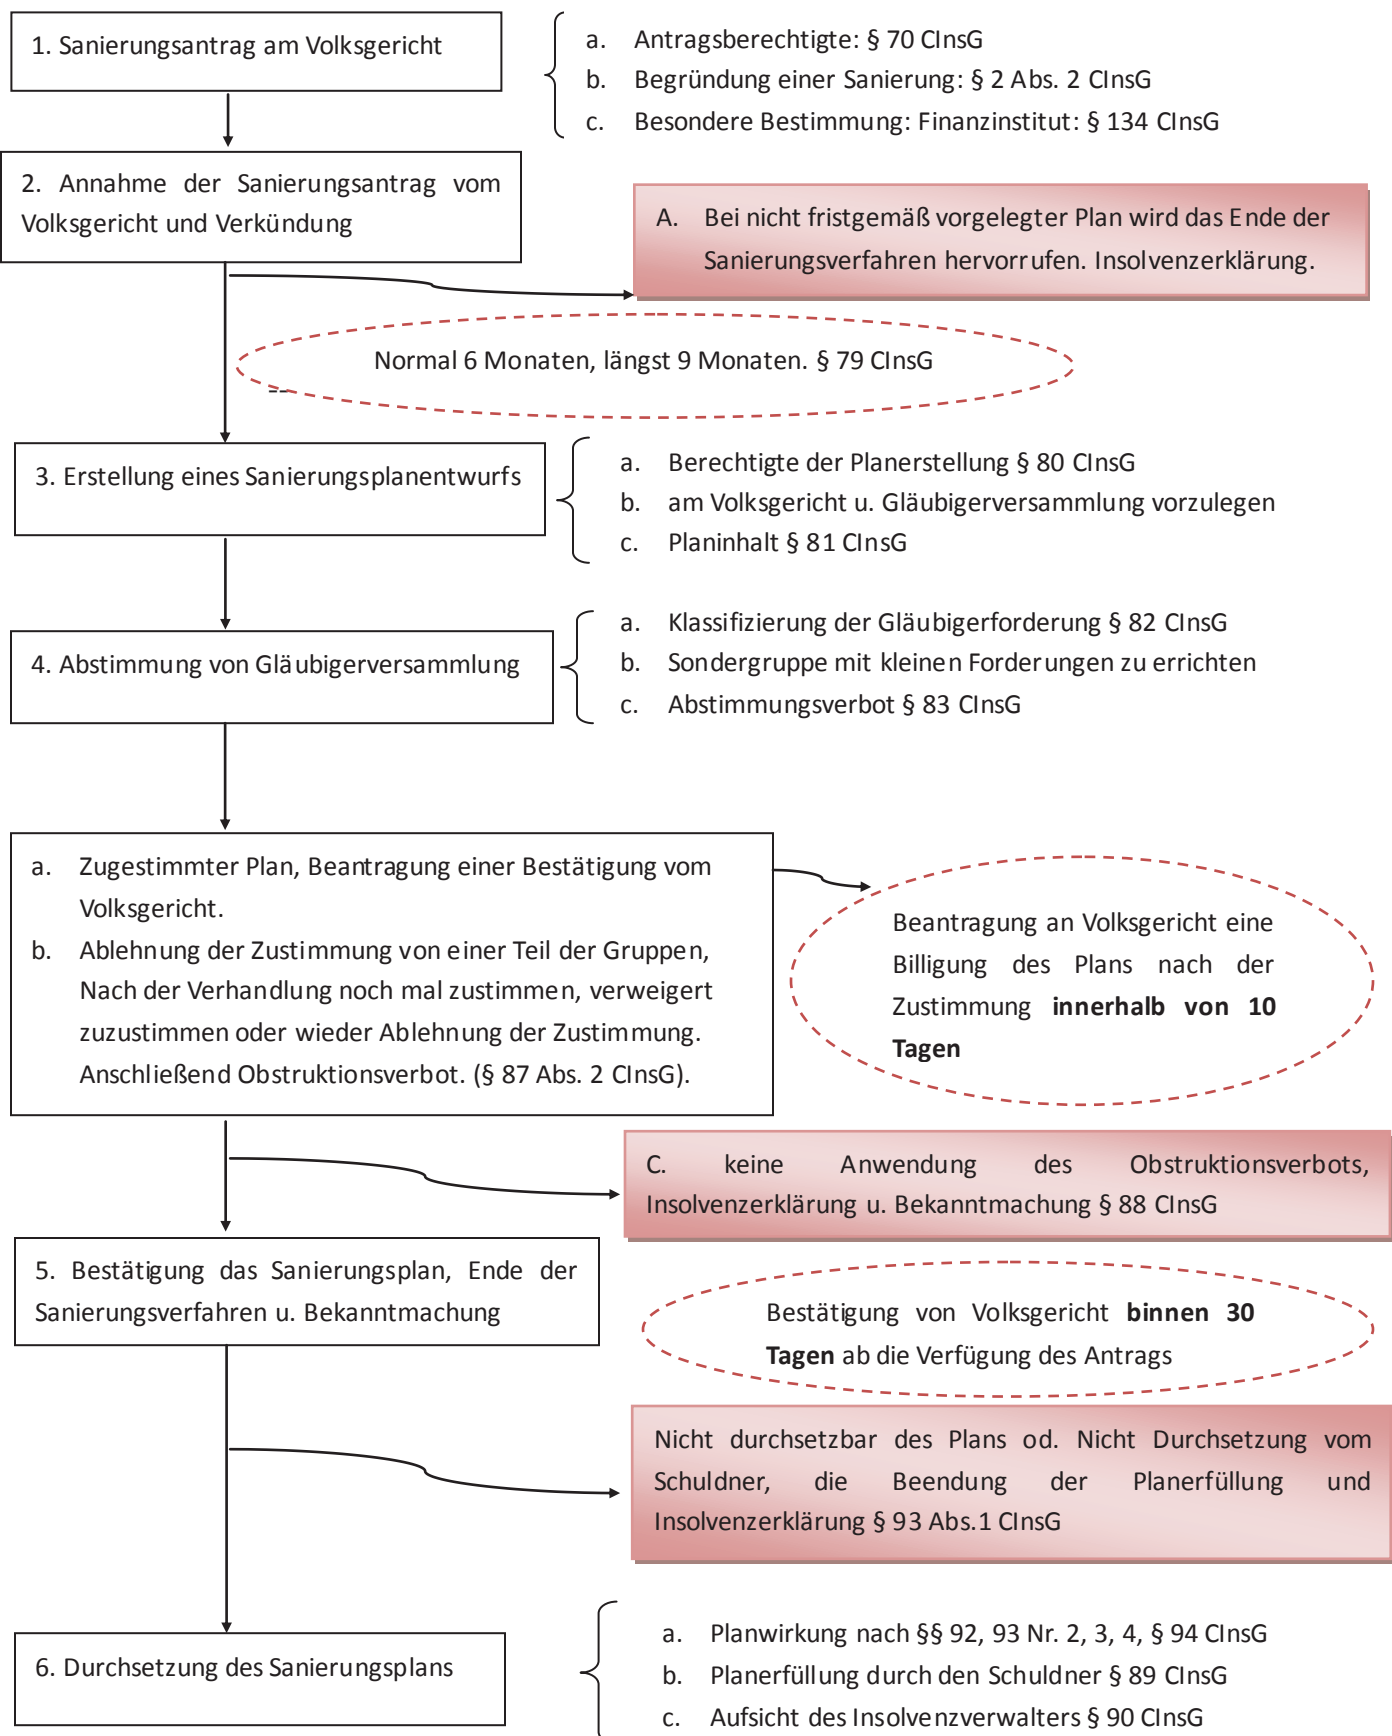 1. Sanierungsantrag am Volksgericht
a. Antragsberechtigte: § 70 CInsG
b. Begründung einer Sanierung: § 2 Abs. 2 CInsG
c. Besondere Bestimmung: Finanzinstitut: § 134 CInsG
2. Annahme der Sanierungsantrag vom
Volksgericht und Verkündung
A. Bei nicht fristgemäß vorgelegter Plan wird das Ende der
Sanierungsverfahren hervorrufen. Insolvenzerklärung.
Normal 6 Monaten, längst 9 Monaten. § 79 CInsG
3. Erstellung eines Sanierungsplanentwurfs
a. Berechtigte der Planerstellung § 80 CInsG
b. am Volksgericht u. Gläubigerversammlung vorzulegen
c. Planinhalt § 81 CInsG
4. Abstimmung von Gläubigerversammlung
a. Klassifizierung der Gläubigerforderung § 82 CInsG
b. Sondergruppe mit kleinen Forderungen zu errichten
c. Abstimmungsverbot § 83 CInsG
a. Zugestimmter Plan, Beantragung einer Bestätigung vom
Volksgericht.
b. Ablehnung der Zustimmung von einer Teil der Gruppen,
Nach der Verhandlung noch mal zustimmen, verweigert
zuzustimmen oder wieder Ablehnung der Zustimmung.
Anschließend Obstruktionsverbot. (§ 87 Abs. 2 CInsG).
Beantragung an Volksgericht eine
Billigung des Plans nach der
Zustimmung innerhalb von 10
Tagen
C. keine Anwendung des Obstruktionsverbots,
Insolvenzerklärung u. Bekanntmachung § 88 CInsG
5. Bestätigung das Sanierungsplan, Ende der
Sanierungsverfahren u. Bekanntmachung
Bestätigung von Volksgericht binnen 30
Tagen ab die Verfügung des Antrags
Nicht durchsetzbar des Plans od. Nicht Durchsetzung vom
Schuldner, die Beendung der Planerfüllung und
Insolvenzerklärung § 93 Abs.1 CInsG
6. Durchsetzung des Sanierungsplans
a. Planwirkung nach §§ 92, 93 Nr. 2, 3, 4, § 94 CInsG
b. Planerfüllung durch den Schuldner § 89 CInsG
c. Aufsicht des Insolvenzverwalters § 90 CInsG